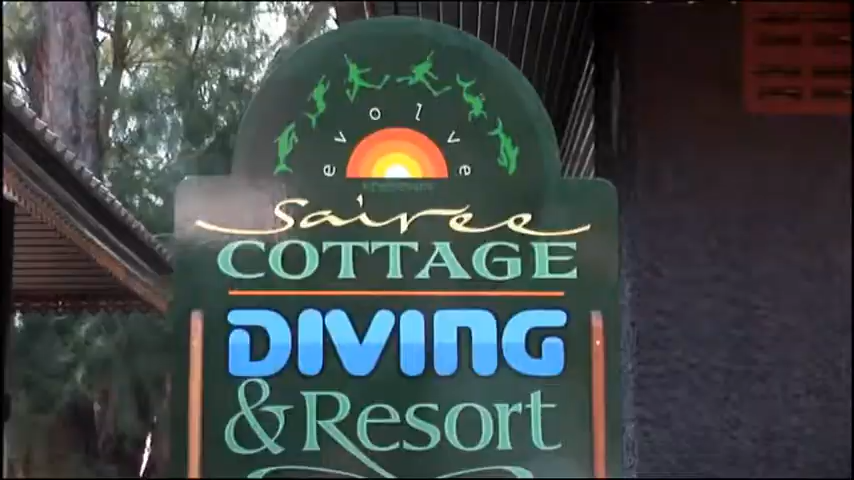 evolve
Sairee
COTTAGE
DIVING
& Resort